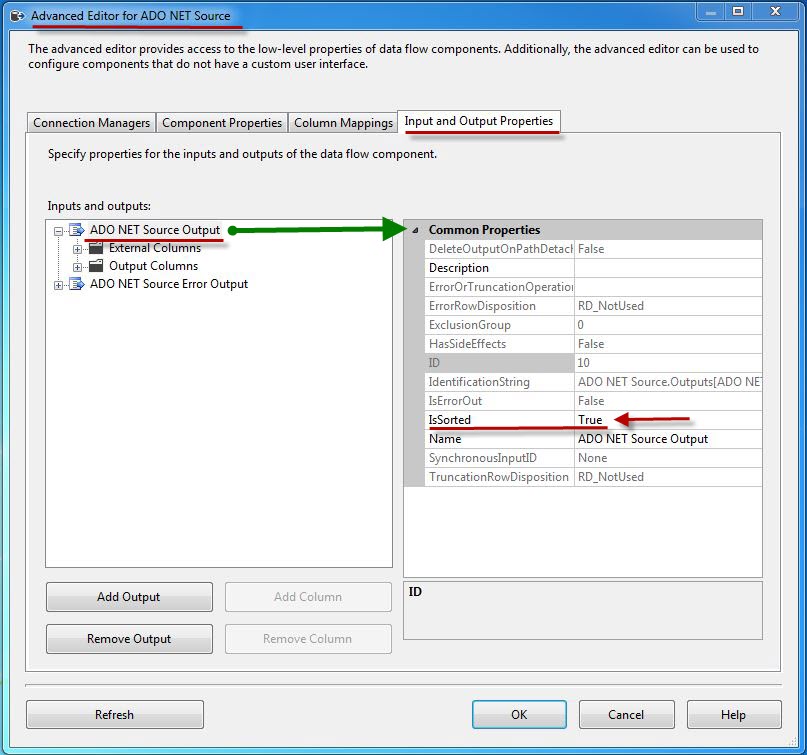 Advanced Editor for ADO NET Source
The advanced editor provides access to the low-level properties of data flow components. Additionally, the advanced editor can be used to
configure components that do not have a custom user interface.
Connection Managers
Component Properties
Column Mappings
Input and Output Properties
Specify properties for the inputs and outputs of the data flow component.
Inputs and outputs:
ADO NET Source Output
External Columns
Output Columns
ADO NET Source Error Output
Common Properties
DeleteOutputOnPathDetach False
Description
ErrorOrTruncationOperation
ErrorRowDisposition RD_NotUsed
ExclusionGroup 0
HasSideEffects False
ID 10
IdentificationString ADO NET Source.Outputs[ADO NET
IsErrorOut False
IsSorted True
Name ADO NET Source Output
SynchronousInputID None
TruncationRowDisposition RD_NotUsed
Add Output
Add Column
Remove Output
Remove Column
ID
Refresh
OK
Cancel
Help